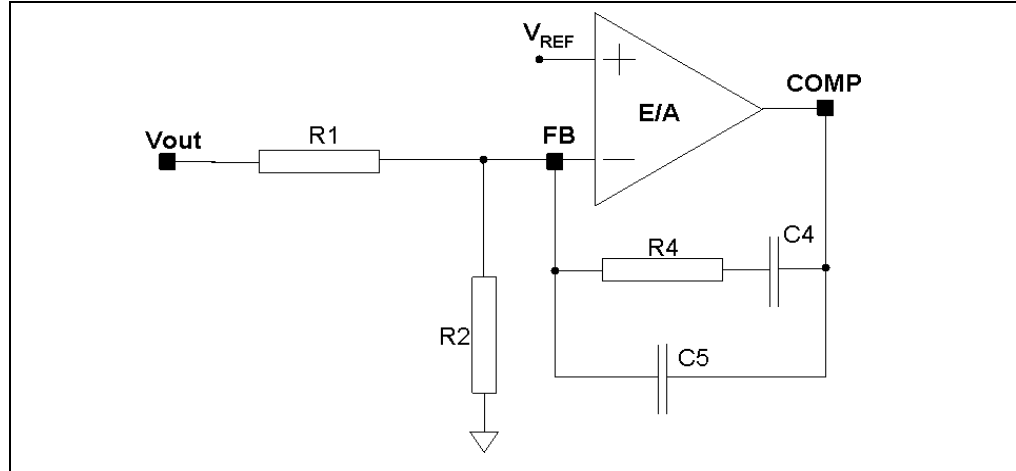 VREF
COMP
E/A
Vout
R1
FB
C4
R4
R2
C5